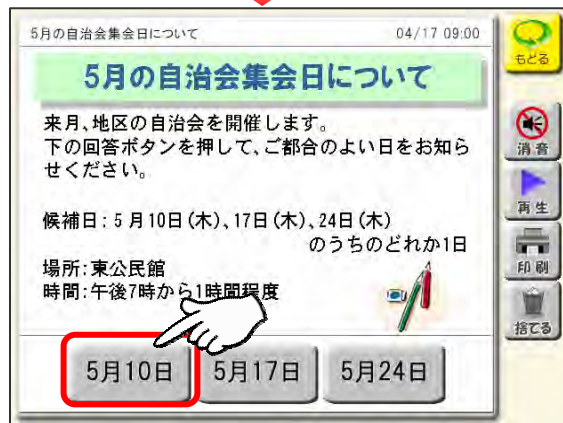 5月の自治会集会日について 04/17 09:00
もどる
5月の自治会集会日について
来月、地区の自治会を開催します。
下の回答ボタンを押して、ご都合のよい日をお知ら
せください。
候補日:5月10日(木)、17日(木)、24日(木)
のうちのどれか1日
場所:東公民館
時間:午後7時から1時間程度
消音
再生
印刷
捨てる
5月10日 5月17日 5月24日